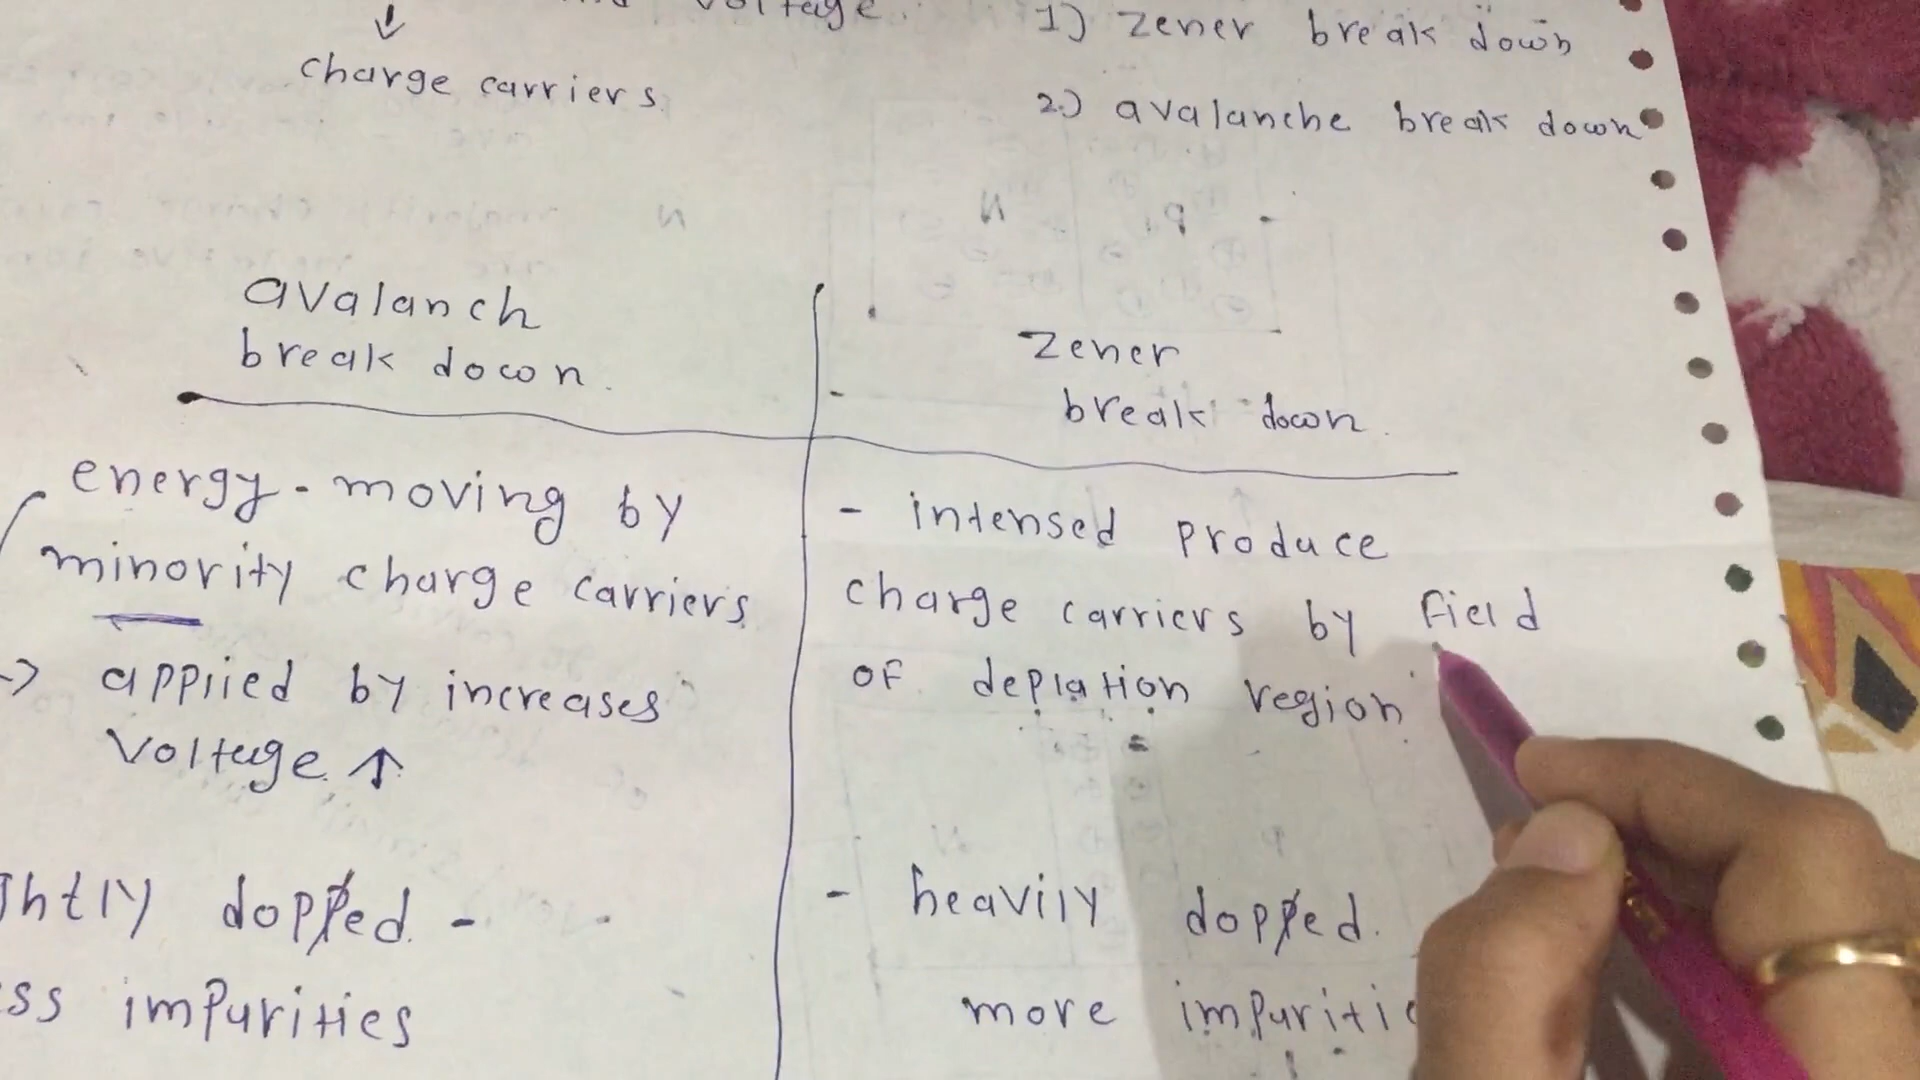 voltage.
charge carriers
1) zener break down
2) avalanche break down
avalanch
break down.
energy - moving by
minority charge carriers.
→ applied by increases
voltage ↑
dopped -
impurities
zener
break down.
- intensed produce
charge carriers by field
of deplation region
- heavily dopped.
more